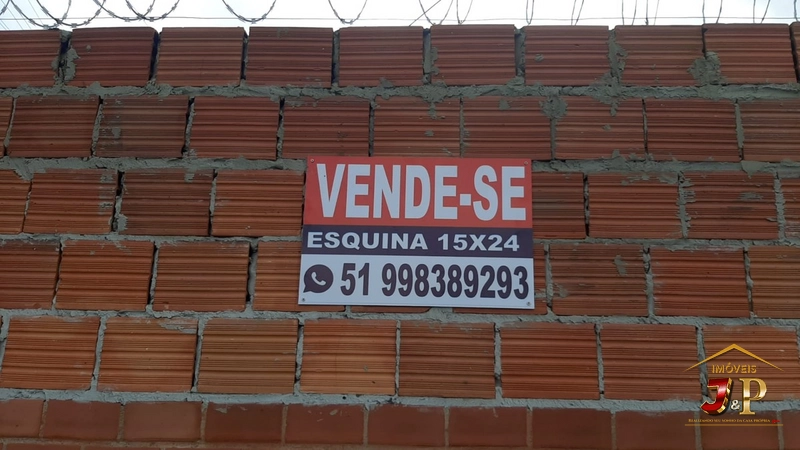 VENDE-SE
ESQUINA 15X24
51 998389293
IMÓVEIS
J&P